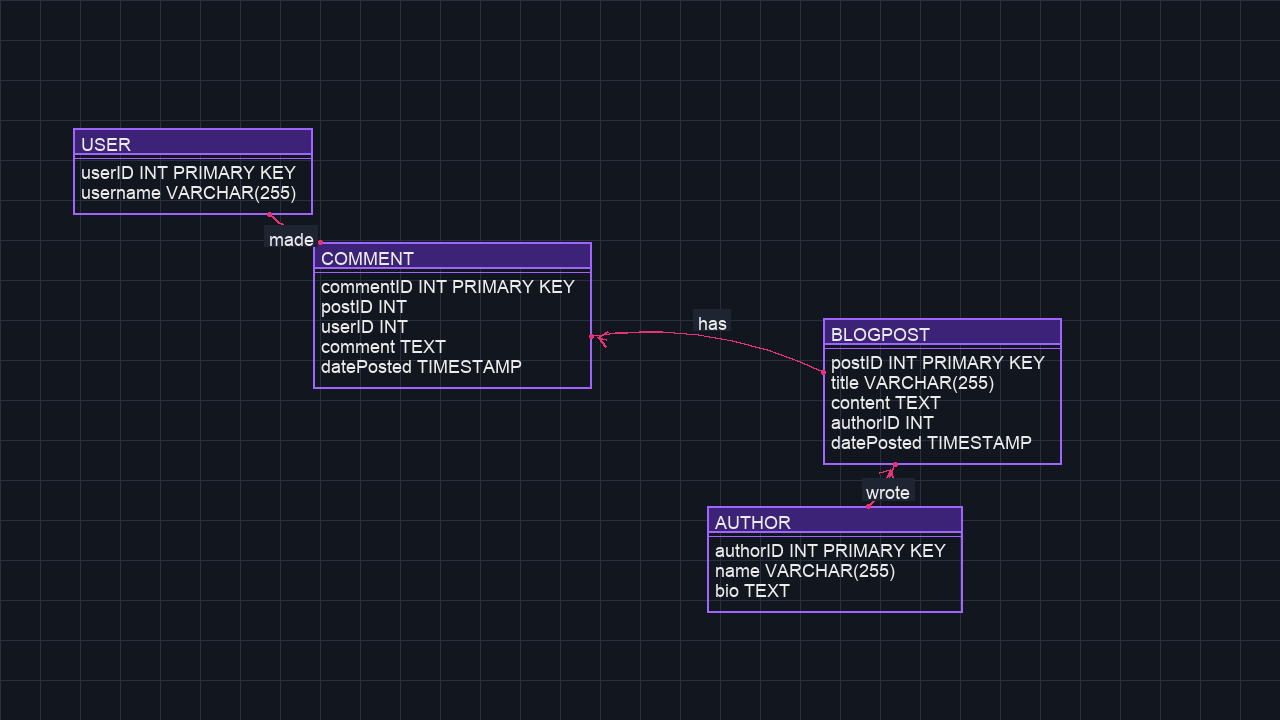 USER
userID INT PRIMARY KEY
username VARCHAR(255)
made
COMMENT
commentID INT PRIMARY KEY
postID INT
userID INT
comment TEXT
datePosted TIMESTAMP
has
BLOGPOST
postID INT PRIMARY KEY
title VARCHAR(255)
content TEXT
authorID INT
datePosted TIMESTAMP
wrote
AUTHOR
authorID INT PRIMARY KEY
name VARCHAR(255)
bio TEXT